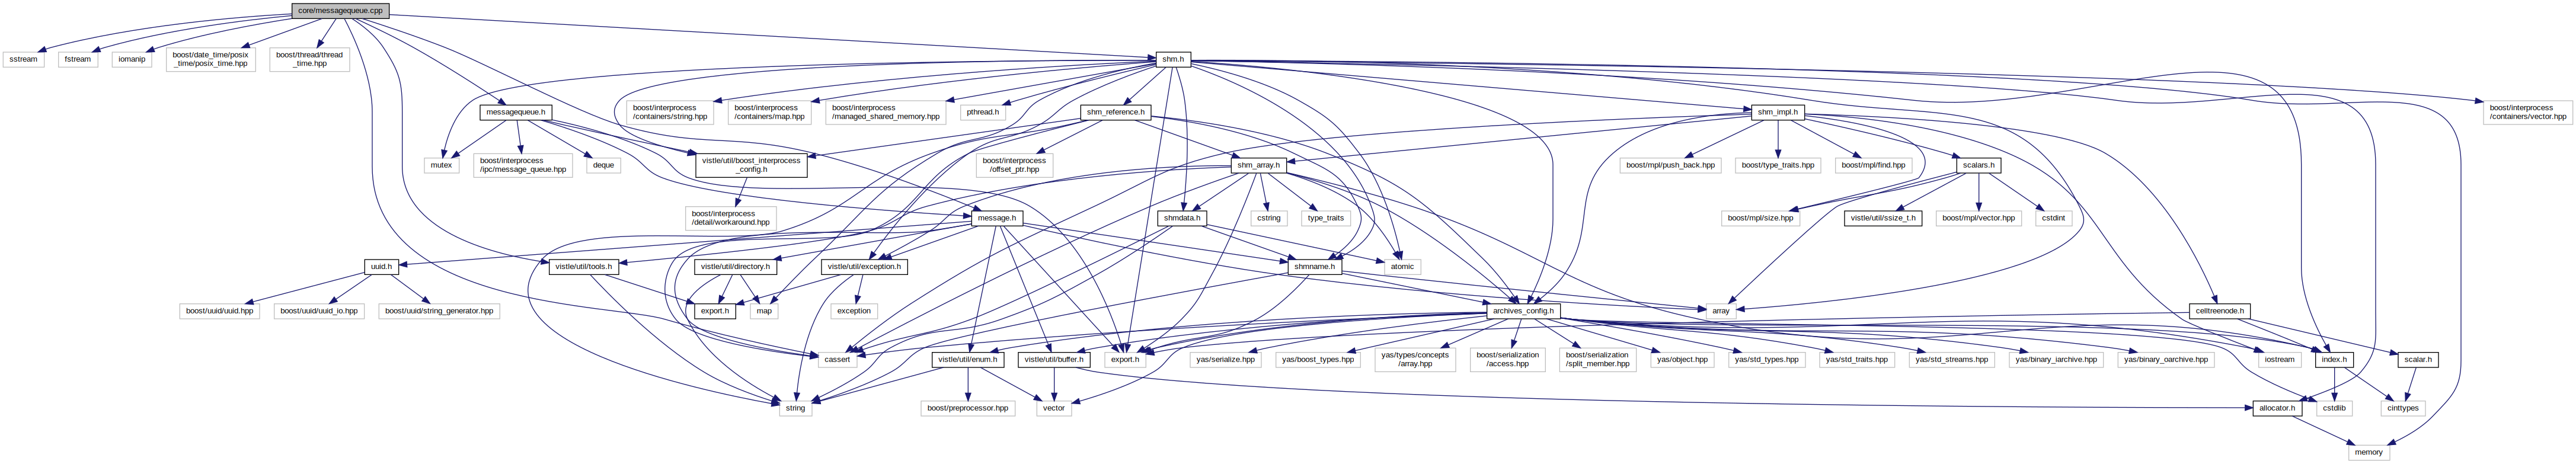 core/messagequeue.cpp
sstream
fstream
iomanip
boost/date_time/posix
_time/posix_time.hpp
boost/thread/thread
_time.hpp
shm.h
messagequeue.h
boost/interprocess
/containers/string.hpp
boost/interprocess
/containers/map.hpp
boost/interprocess
/managed_shared_memory.hpp
pthread.h
shm_reference.h
shm_impl.h
boost/interprocess
/containers/vector.hpp
mutex
boost/interprocess
/ipc/message_queue.hpp
deque
vistle/util/boost_interprocess
_config.h
boost/interprocess
/offset_ptr.hpp
shm_array.h
boost/mpl/push_back.hpp
boost/type_traits.hpp
boost/mpl/find.hpp
scalars.h
boost/interprocess
/detail/workaround.hpp
message.h
shmdata.h
cstring
type_traits
boost/mpl/size.hpp
vistle/util/ssize_t.h
boost/mpl/vector.hpp
cstdint
uuid.h
vistle/util/tools.h
vistle/util/directory.h
vistle/util/exception.h
shmname.h
atomic
boost/uuid/uuid.hpp
boost/uuid/uuid_io.hpp
boost/uuid/string_generator.hpp
export.h
map
exception
archives_config.h
array
celltreenode.h
cassert
vistle/util/enum.h
vistle/util/buffer.h
export.h
yas/serialize.hpp
yas/boost_types.hpp
yas/types/concepts
/array.hpp
boost/serialization
/access.hpp
boost/serialization
/split_member.hpp
yas/object.hpp
yas/std_types.hpp
yas/std_traits.hpp
yas/std_streams.hpp
yas/binary_iarchive.hpp
yas/binary_oarchive.hpp
iostream
index.h
scalar.h
string
boost/preprocessor.hpp
vector
allocator.h
cstdlib
cinttypes
memory